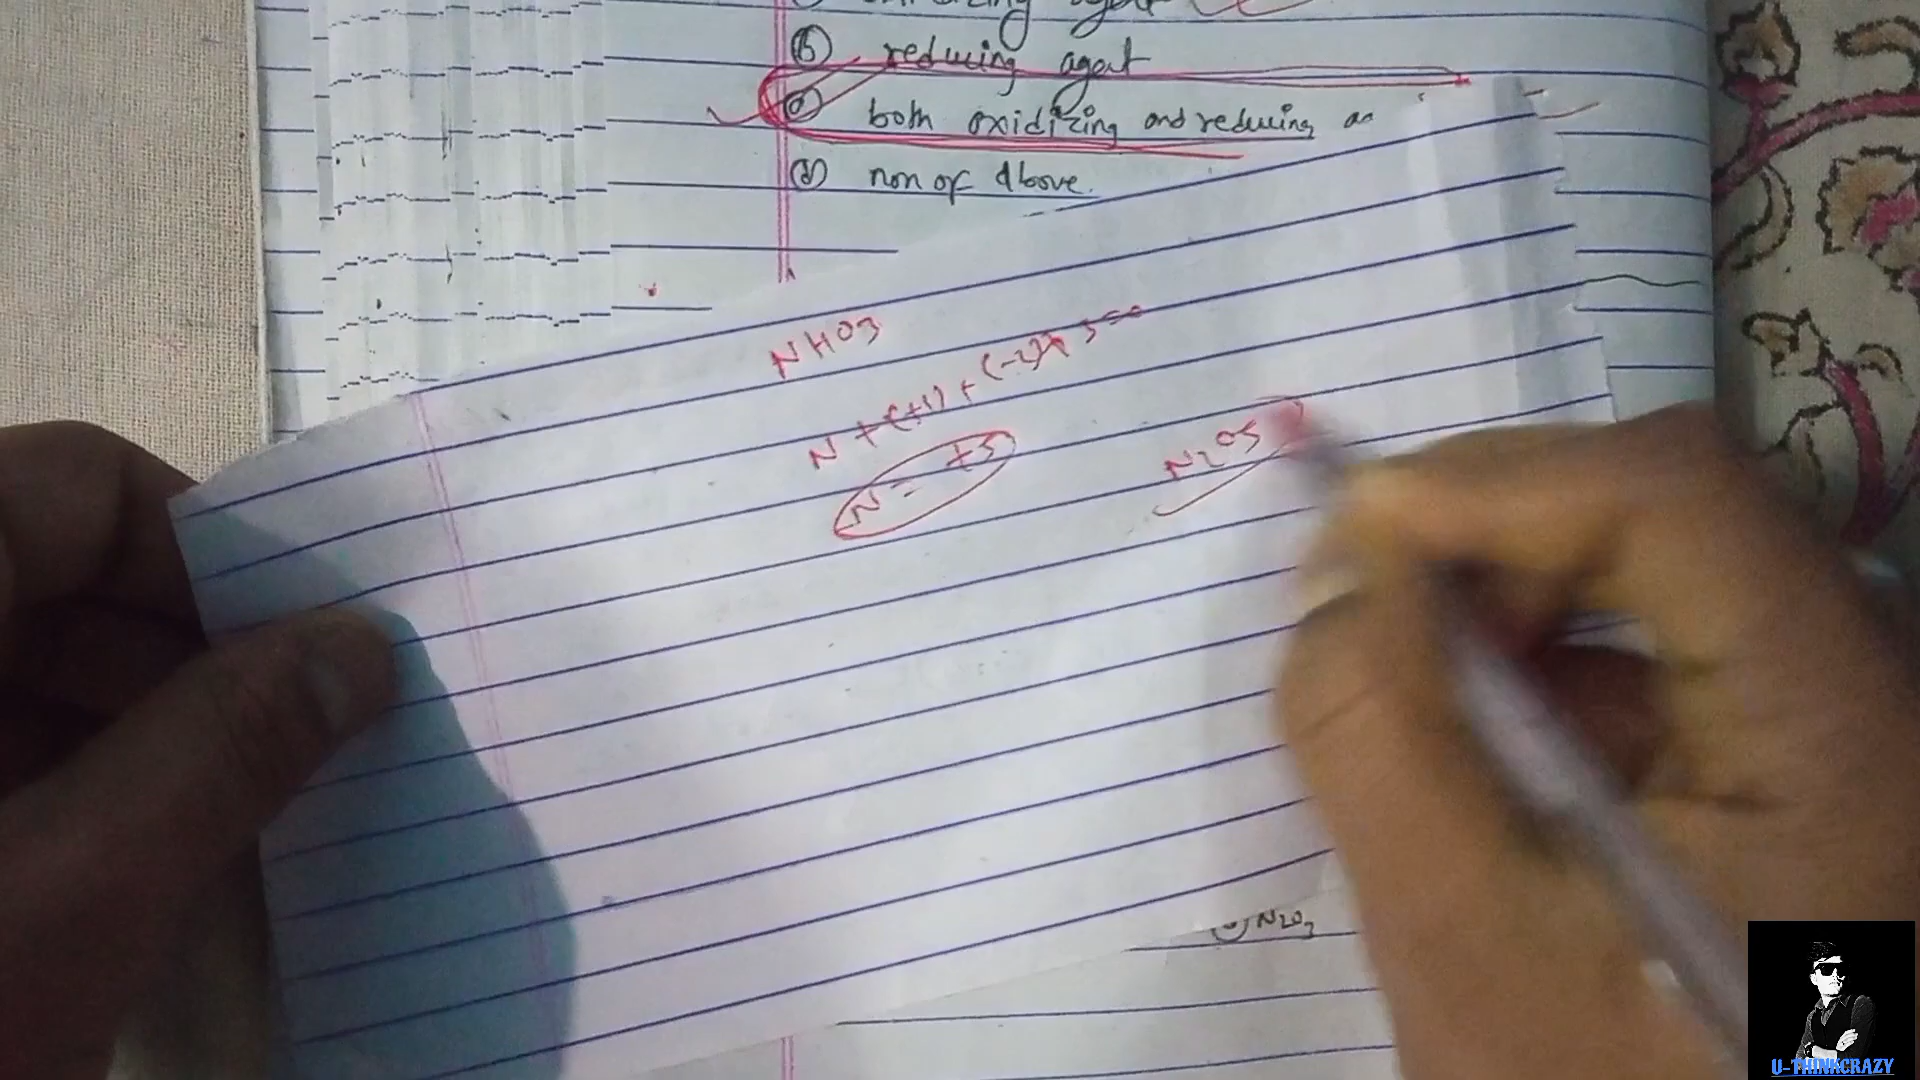 (b) reducing agent
(c) both oxidizing and reducing
(d) non of above.
NHO3
N + (+1) + (-2)x 3 = 0
N = +5
N2O5
N2O3
U-THINKCRAZY